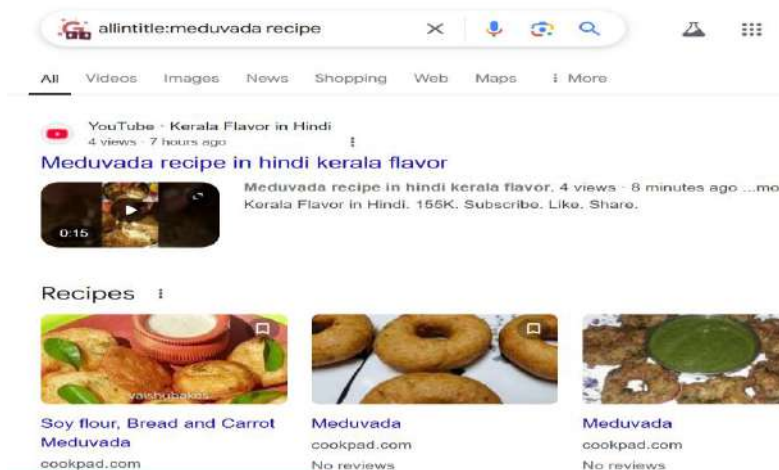 allintitle:meduvada recipe
All Videos Images News Shopping Web Maps More
YouTube · Kerala Flavor in Hindi
4 views · 7 hours ago
Meduvada recipe in hindi kerala flavor
Meduvada recipe in hindi kerala flavor. 4 views · 8 minutes ago ...mo
Kerala Flavor in Hindi. 155K. Subscribe. Like. Share.
0:15
Recipes
vaishubakes
Soy flour, Bread and Carrot
Meduvada
cookpad.com
Meduvada
cookpad.com
No reviews
Meduvada
cookpad.com
No reviews